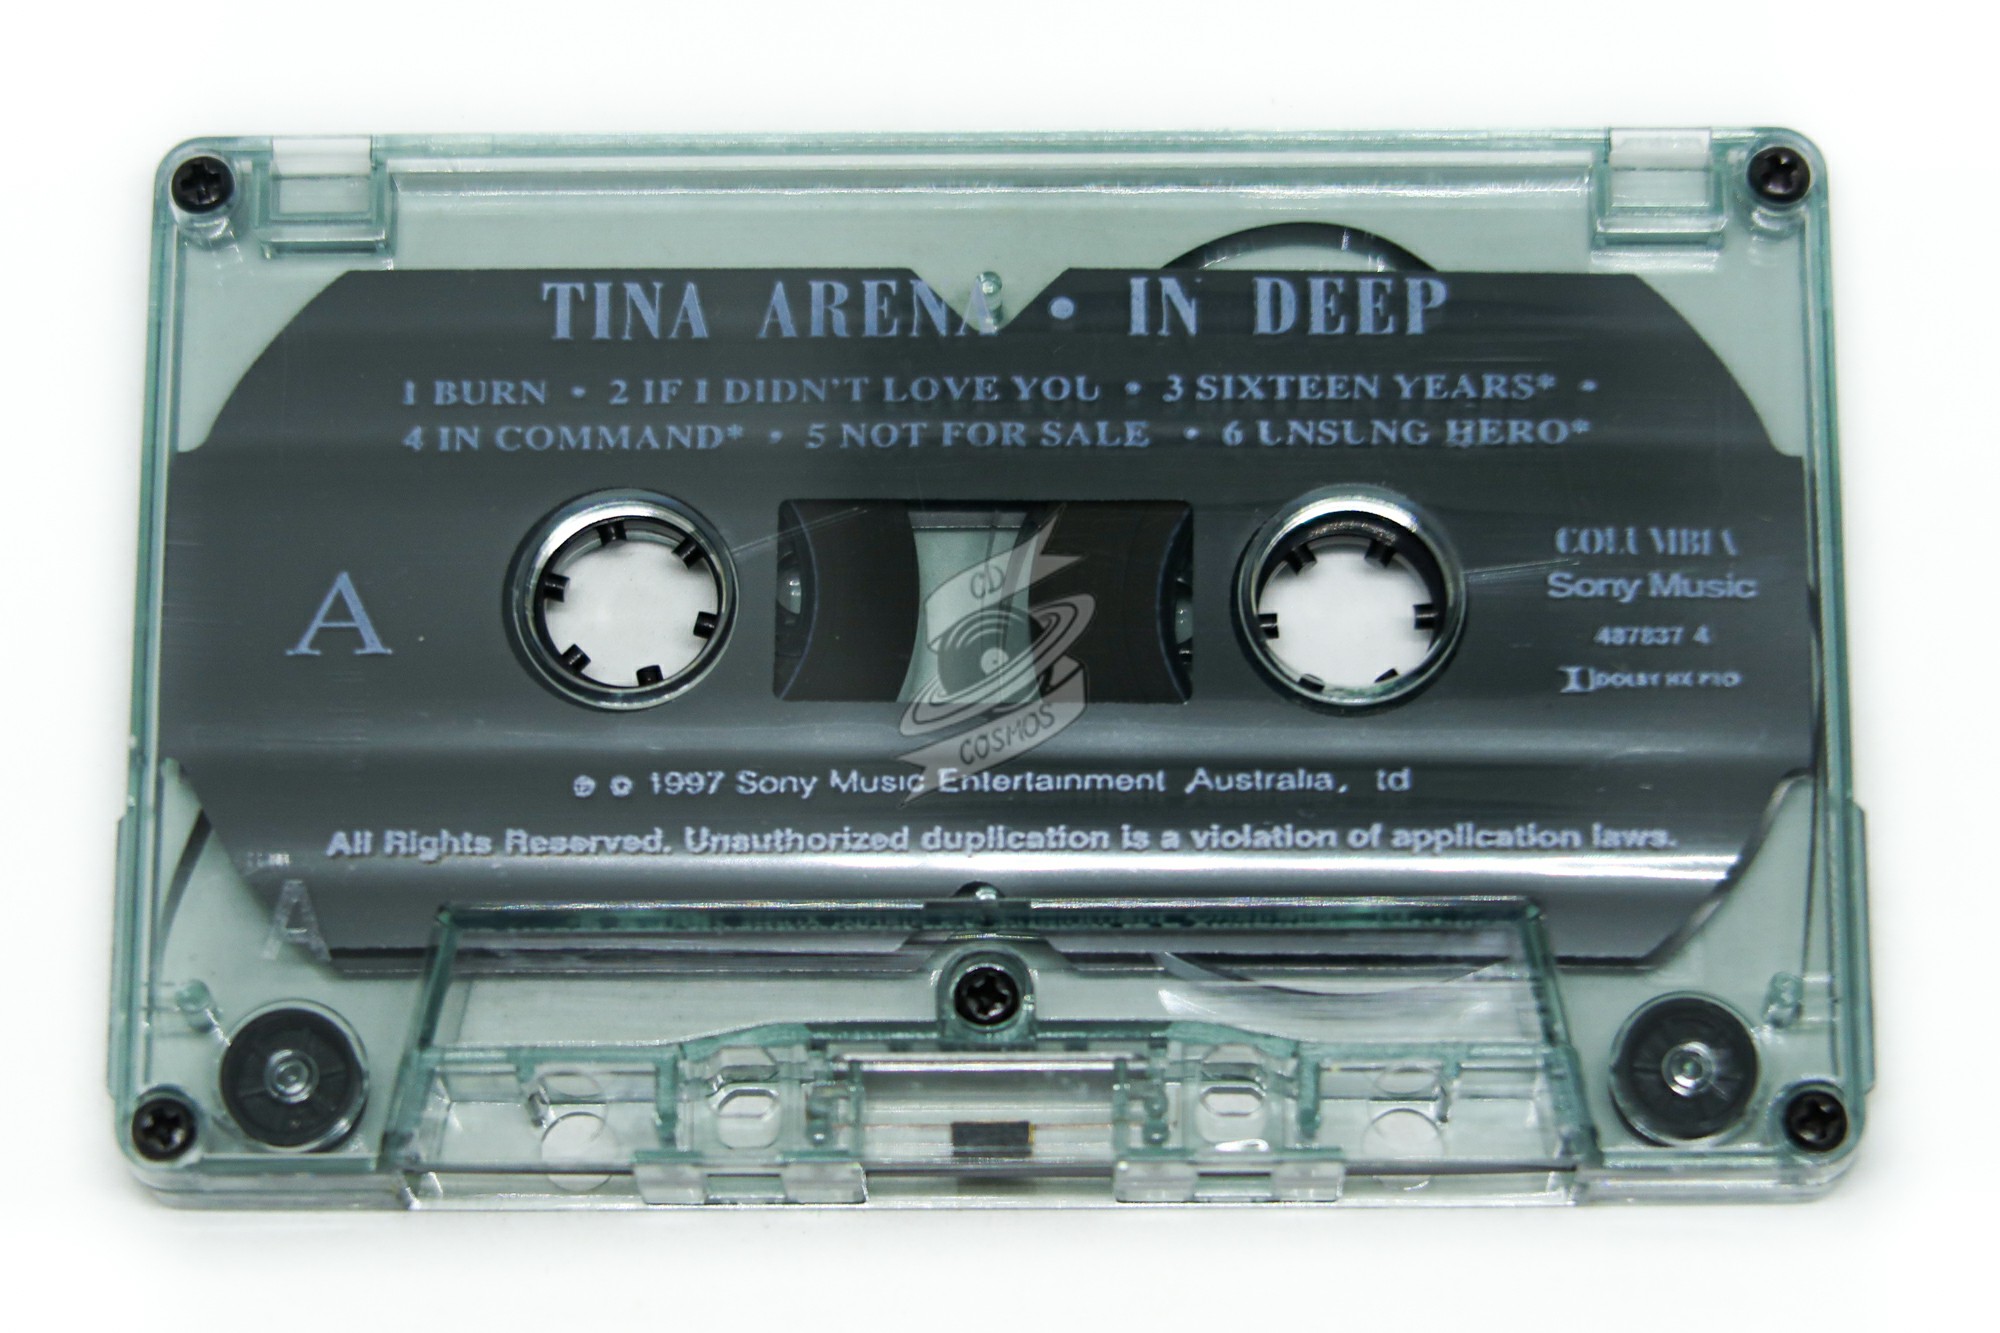 TINA ARENA • IN DEEP
1 BURN • 2 IF I DIDN'T LOVE YOU • 3 SIXTEEN YEARS* •
4 IN COMMAND* • 5 NOT FOR SALE • 6 UNSUNG HERO*
A
COLUMBIA
Sony Music
487837 4
DOLBY HX PRO
CD
COSMOS
℗ © 1997 Sony Music Entertainment Australia, td
All Rights Reserved. Unauthorized duplication is a violation of application laws.
A